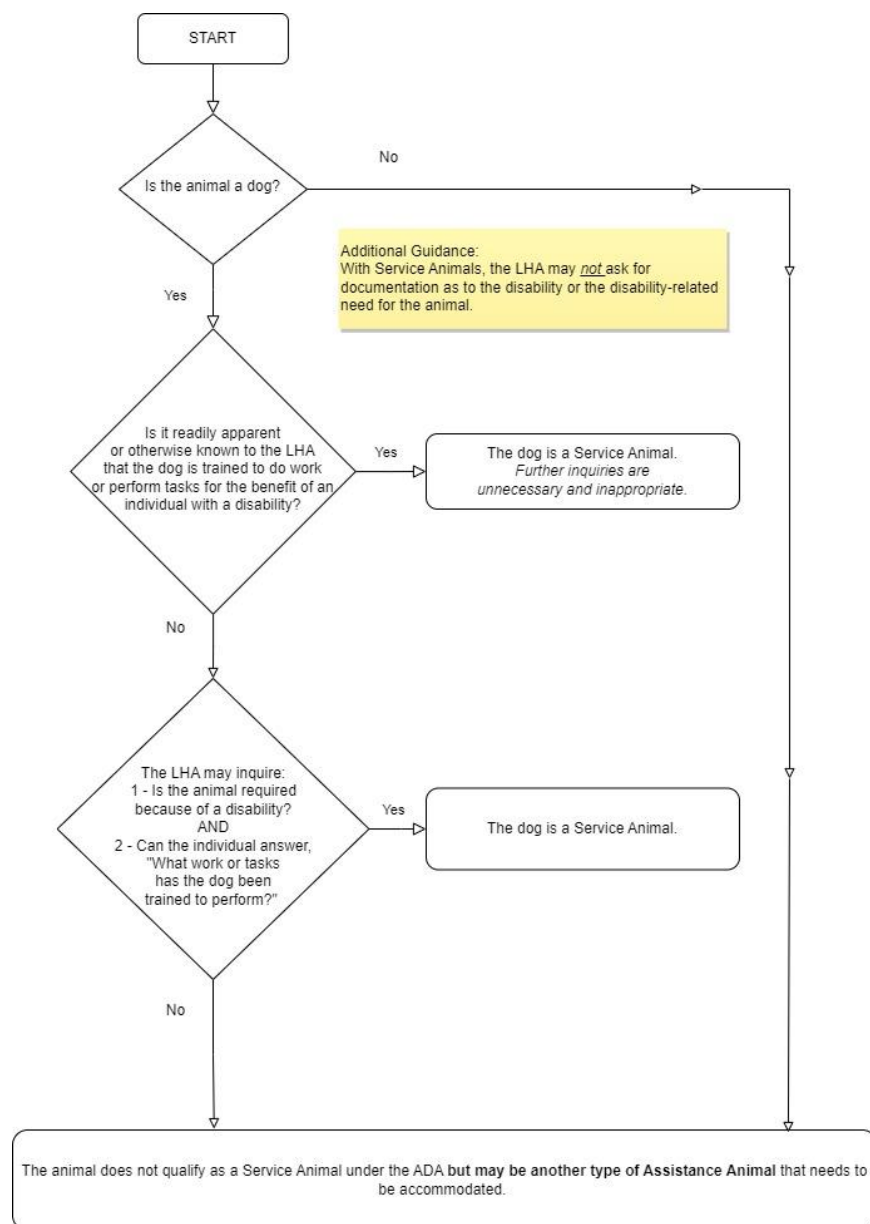 START
No
Is the animal a dog?
Additional Guidance:
With Service Animals, the LHA may not ask for
documentation as to the disability or the disability-related
need for the animal.
Yes
Is it readily apparent
or otherwise known to the LHA
that the dog is trained to do work
or perform tasks for the benefit of an
individual with a disability?
Yes
The dog is a Service Animal.
Further inquiries are
unnecessary and inappropriate.
No
The LHA may inquire:
1 - Is the animal required
because of a disability?
AND
2 - Can the individual answer,
"What work or tasks
has the dog been
trained to perform?"
Yes
The dog is a Service Animal.
No
The animal does not qualify as a Service Animal under the ADA but may be another type of Assistance Animal that needs to
be accommodated.